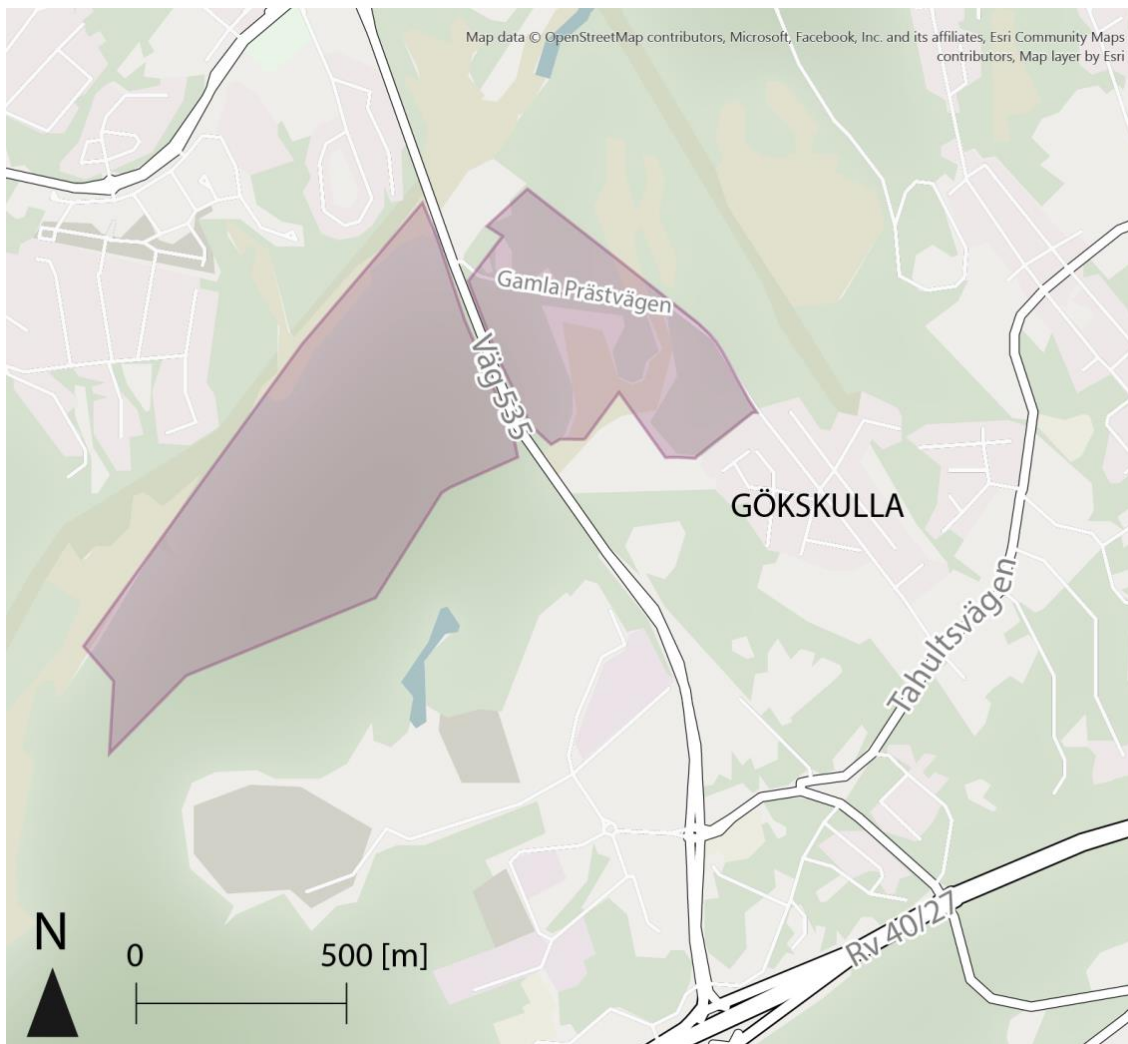 Map data © OpenStreetMap contributors, Microsoft, Facebook, Inc. and its affiliates, Esri Community Maps
contributors, Map layer by Esri
Gamla Prästvägen
Väg 535
GÖKSKULLA
Tahultsvägen
Rv 40/27
N
0 500 [m]